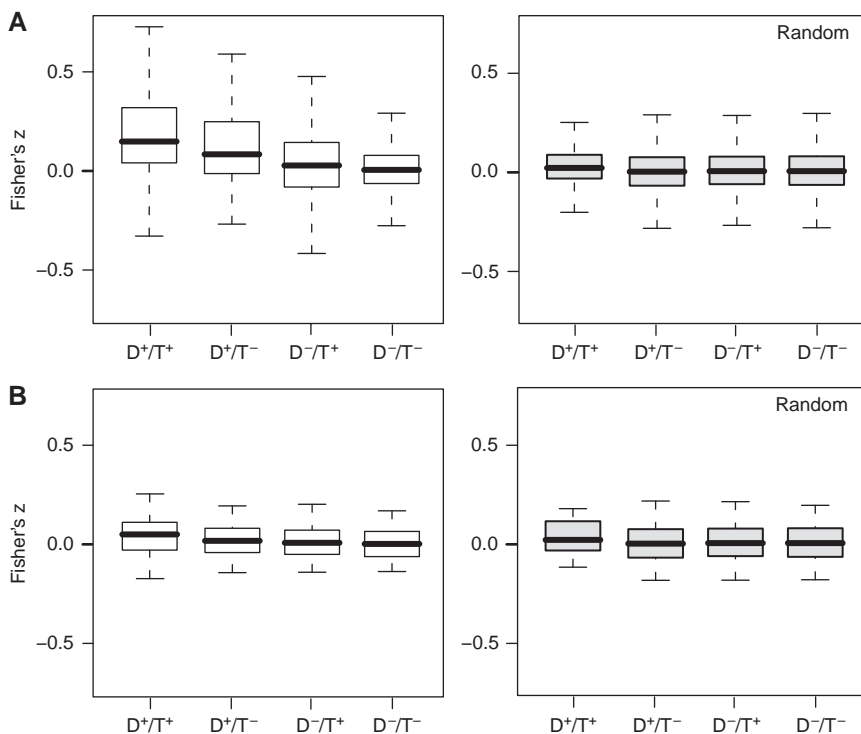 A
Random
Fisher's z
0.5
0.0
−0.5
D⁺/T⁺ D⁺/T⁻ D⁻/T⁺ D⁻/T⁻
0.5
0.0
−0.5
D⁺/T⁺ D⁺/T⁻ D⁻/T⁺ D⁻/T⁻
B
Random
Fisher's z
0.5
0.0
−0.5
D⁺/T⁺ D⁺/T⁻ D⁻/T⁺ D⁻/T⁻
0.5
0.0
−0.5
D⁺/T⁺ D⁺/T⁻ D⁻/T⁺ D⁻/T⁻